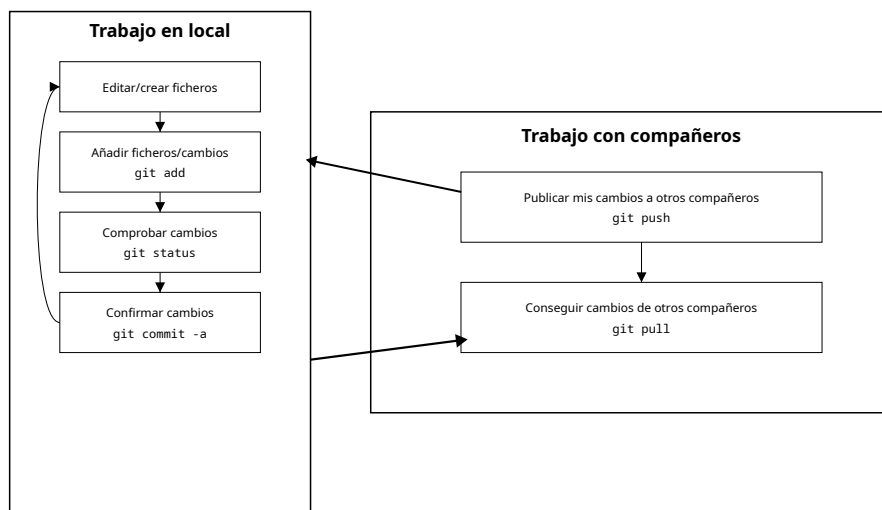 Trabajo en local
Editar/crear ficheros
Añadir ficheros/cambios
git add
Comprobar cambios
git status
Confirmar cambios
git commit -a
Trabajo con compañeros
Publicar mis cambios a otros compañeros
git push
Conseguir cambios de otros compañeros
git pull